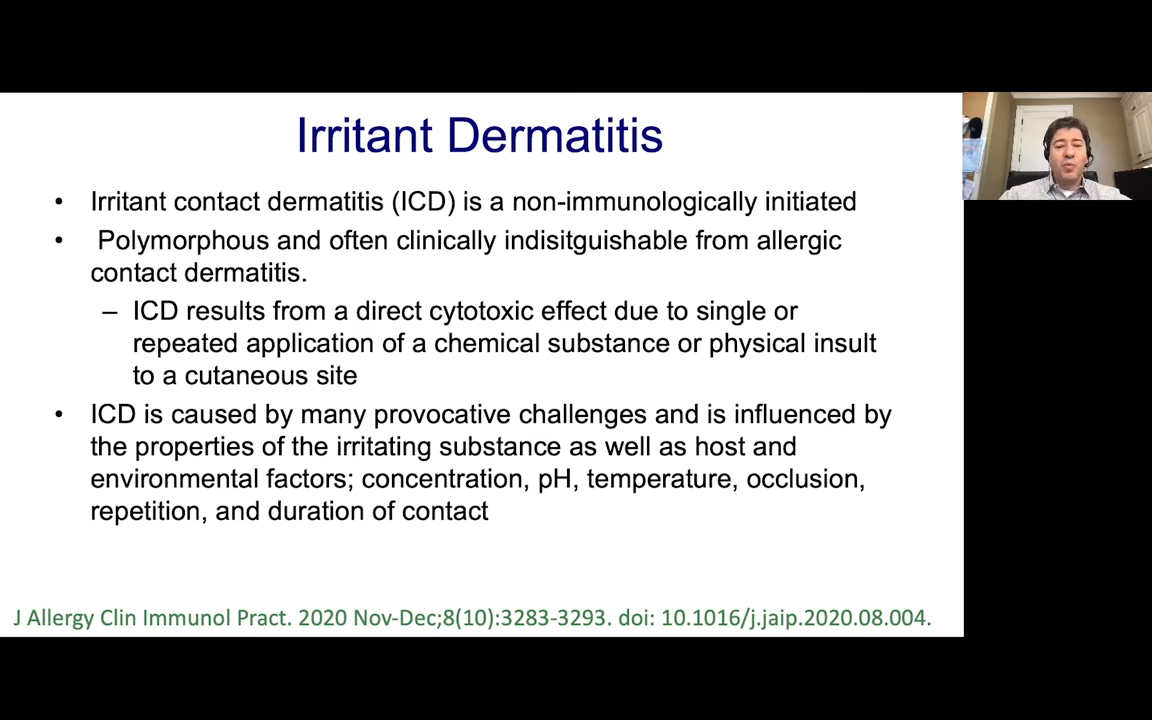 Irritant Dermatitis
• Irritant contact dermatitis (ICD) is a non-immunologically initiated
• Polymorphous and often clinically indisitguishable from allergic
contact dermatitis.
– ICD results from a direct cytotoxic effect due to single or
repeated application of a chemical substance or physical insult
to a cutaneous site
• ICD is caused by many provocative challenges and is influenced by
the properties of the irritating substance as well as host and
environmental factors; concentration, pH, temperature, occlusion,
repetition, and duration of contact
J Allergy Clin Immunol Pract. 2020 Nov-Dec;8(10):3283-3293. doi: 10.1016/j.jaip.2020.08.004.